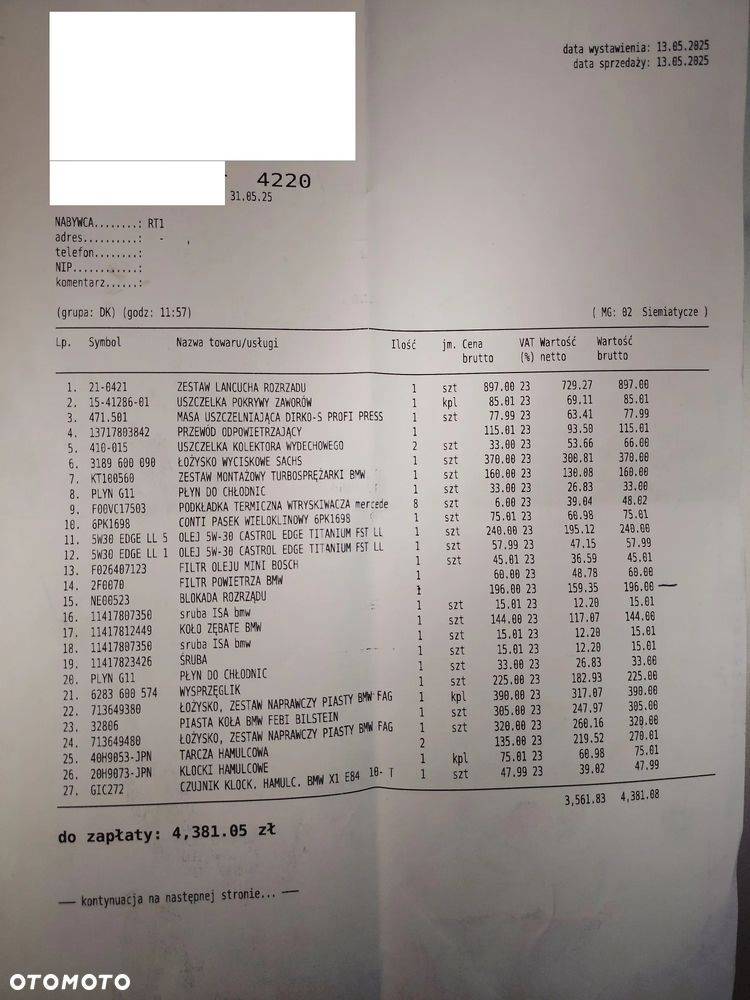 data wystawienia: 13.05.2025
data sprzedaży: 13.05.2025
4220
31.05.25
NABYWCA........: RT1
adres..........: - ,
telefon........:
NIP............:
komentarz......:
(grupa: DK) (godz: 11:57) ( MG: 02 Siemiatycze )
Lp. Symbol Nazwa towaru/usługi Ilość jm. Cena brutto VAT (%) Wartość netto Wartość brutto
1. 21-0421 ZESTAW LANCUCHA ROZRZADU 1 szt 897.00 23 729.27 897.00
2. 15-41286-01 USZCZELKA POKRYWY ZAWORÓW 1 kpl 85.01 23 69.11 85.01
3. 471.501 MASA USZCZELNIAJĄCA DIRKO-S PROFI PRESS 1 szt 77.99 23 63.41 77.99
4. 13717803842 PRZEWÓD ODPOWIETRZAJĄCY 1 115.01 23 93.50 115.01
5. 410-015 USZCZELKA KOLEKTORA WYDECHOWEGO 2 szt 33.00 23 53.66 66.00
6. 3189 600 090 ŁOŻYSKO WYCISKOWE SACHS 1 szt 370.00 23 300.81 370.00
7. KT100560 ZESTAW MONTAŻOWY TURBOSPRĘŻARKI BMW 1 szt 160.00 23 130.08 160.00
8. PLYN G11 PŁYN DO CHŁODNIC 1 szt 33.00 23 26.83 33.00
9. F00VC17503 PODKŁADKA TERMICZNA WTRYSKIWACZA mercede 8 szt 6.00 23 39.04 48.02
10. 6PK1698 CONTI PASEK WIELOKLINOWY 6PK1698 1 szt 75.01 23 60.98 75.01
11. 5W30 EDGE LL 5 OLEJ 5W-30 CASTROL EDGE TITANIUM FST LL 1 szt 240.00 23 195.12 240.00
12. 5W30 EDGE LL 1 OLEJ 5W-30 CASTROL EDGE TITANIUM FST LL 1 szt 57.99 23 47.15 57.99
13. F026407123 FILTR OLEJU MINI BOSCH 1 szt 45.01 23 36.59 45.01
14. 2F0070 FILTR POWIETRZA BMW 1 60.00 23 48.78 60.00
15. NE00523 BLOKADA ROZRZĄDU 1 196.00 23 159.35 196.00
16. 11417807350 sruba ISA bmw 1 szt 15.01 23 12.20 15.01
17. 11417812449 KOŁO ZĘBATE BMW 1 szt 144.00 23 117.07 144.00
18. 11417807350 sruba ISA bmw 1 szt 15.01 23 12.20 15.01
19. 11417823426 ŚRUBA 1 szt 15.01 23 12.20 15.01
20. PLYN G11 PŁYN DO CHŁODNIC 1 szt 33.00 23 26.83 33.00
21. 6283 600 574 WYSPRZĘGLIK 1 szt 225.00 23 182.93 225.00
22. 713649380 ŁOŻYSKO, ZESTAW NAPRAWCZY PIASTY BMW FAG 1 kpl 390.00 23 317.07 390.00
23. 32806 PIASTA KOŁA BMW FEBI BILSTEIN 1 szt 305.00 23 247.97 305.00
24. 713649480 ŁOŻYSKO, ZESTAW NAPRAWCZY PIASTY BMW FAG 1 szt 320.00 23 260.16 320.00
25. 40H9053-JPN TARCZA HAMULCOWA 2 135.00 23 219.52 270.01
26. 20H9073-JPN KLOCKI HAMULCOWE 1 kpl 75.01 23 60.98 75.01
27. GIC272 CZUJNIK KLOCK. HAMULC. BMW X1 E84 10- T 1 szt 47.99 23 39.02 47.99
3,561.83 4,381.08
do zapłaty: 4,381.05 zł
— kontynuacja na następnej stronie... —
OTOMOTO